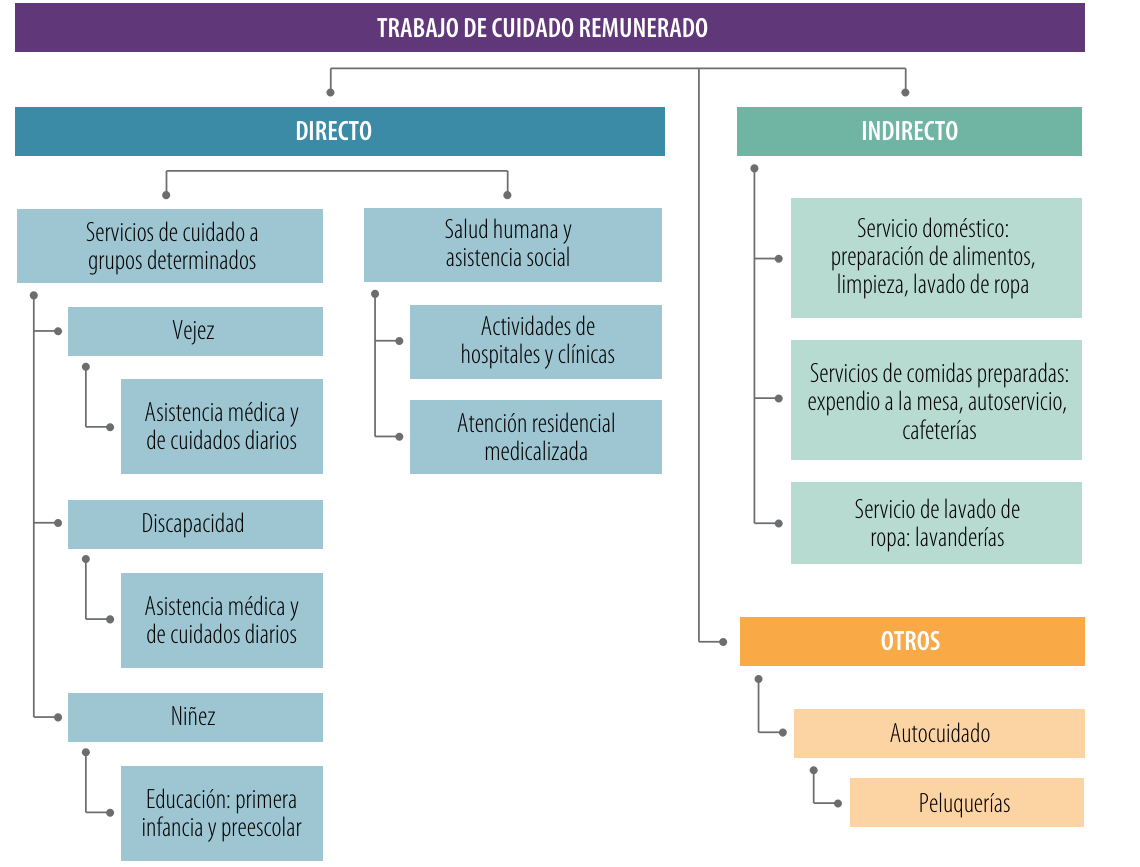 TRABAJO DE CUIDADO REMUNERADO
DIRECTO
Servicios de cuidado a
grupos determinados
Vejez
Asistencia médica y
de cuidados diarios
Discapacidad
Asistencia médica y
de cuidados diarios
Niñez
Educación: primera
infancia y preescolar
Salud humana y
asistencia social
Actividades de
hospitales y clínicas
Atención residencial
medicalizada
INDIRECTO
Servicio doméstico:
preparación de alimentos,
limpieza, lavado de ropa
Servicios de comidas preparadas:
expendio a la mesa, autoservicio,
cafeterías
Servicio de lavado de
ropa: lavanderías
OTROS
Autocuidado
Peluquerías